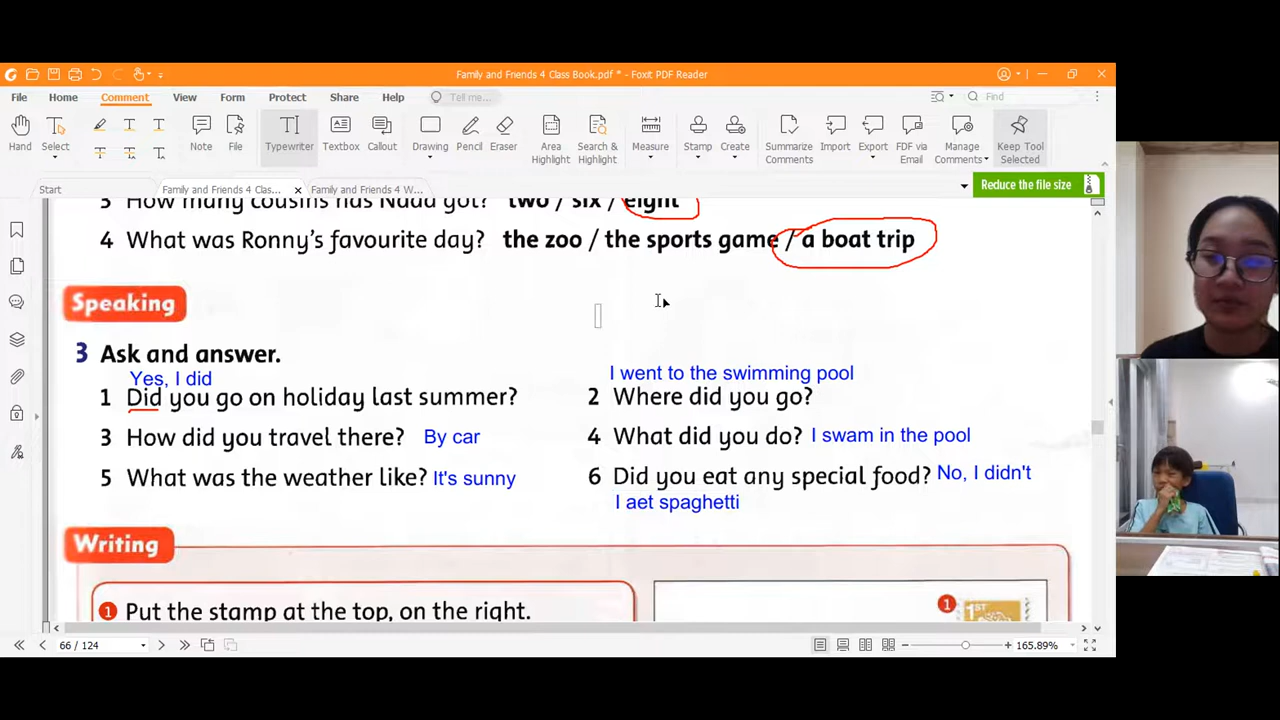 Family and Friends 4 Class Book.pdf * - Foxit PDF Reader
File Home Comment View Form Protect Share Help Tell me... Find
Hand Select Note File Typewriter Textbox Callout Drawing Pencil Eraser Area Highlight Search & Highlight Measure Stamp Create Summarize Comments Import Export FDF via Email Manage Comments Keep Tool Selected
Start Family and Friends 4 Clas... Family and Friends 4 W... Reduce the file size
How many cousins has got? two / six / eight
4 What was Ronny's favourite day? the zoo / the sports game / a boat trip
Speaking
3 Ask and answer.
Yes, I did I went to the swimming pool
1 Did you go on holiday last summer? 2 Where did you go?
3 How did you travel there? By car 4 What did you do? I swam in the pool
5 What was the weather like? It's sunny 6 Did you eat any special food? No, I didn't
I aet spaghetti
Writing
1 Put the stamp at the top, on the right. 1 1ST
66 / 124 165.89%